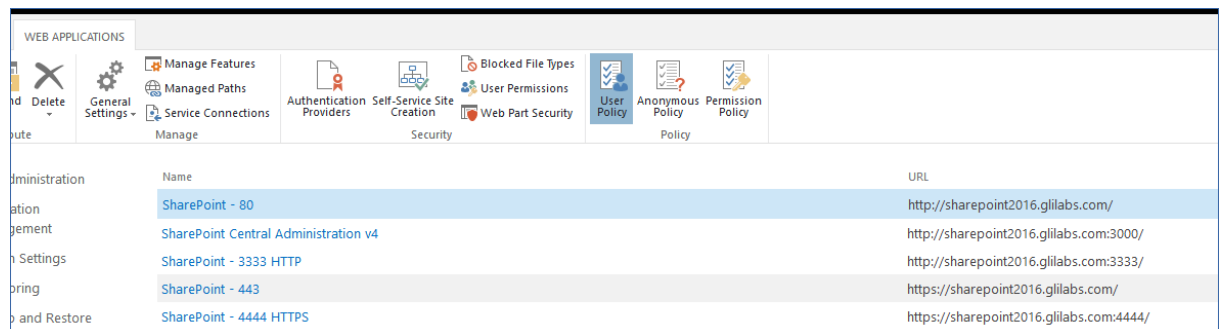 WEB APPLICATIONS
Manage Features
Managed Paths
Service Connections
Delete
General Settings
Manage
Authentication Providers
Self-Service Site Creation
Blocked File Types
User Permissions
Web Part Security
Security
User Policy
Anonymous Policy
Permission Policy
Policy
Name URL
SharePoint - 80 http://sharepoint2016.glilabs.com/
SharePoint Central Administration v4 http://sharepoint2016.glilabs.com:3000/
Settings
SharePoint - 3333 HTTP http://sharepoint2016.glilabs.com:3333/
SharePoint - 443 https://sharepoint2016.glilabs.com/
and Restore
SharePoint - 4444 HTTPS https://sharepoint2016.glilabs.com:4444/